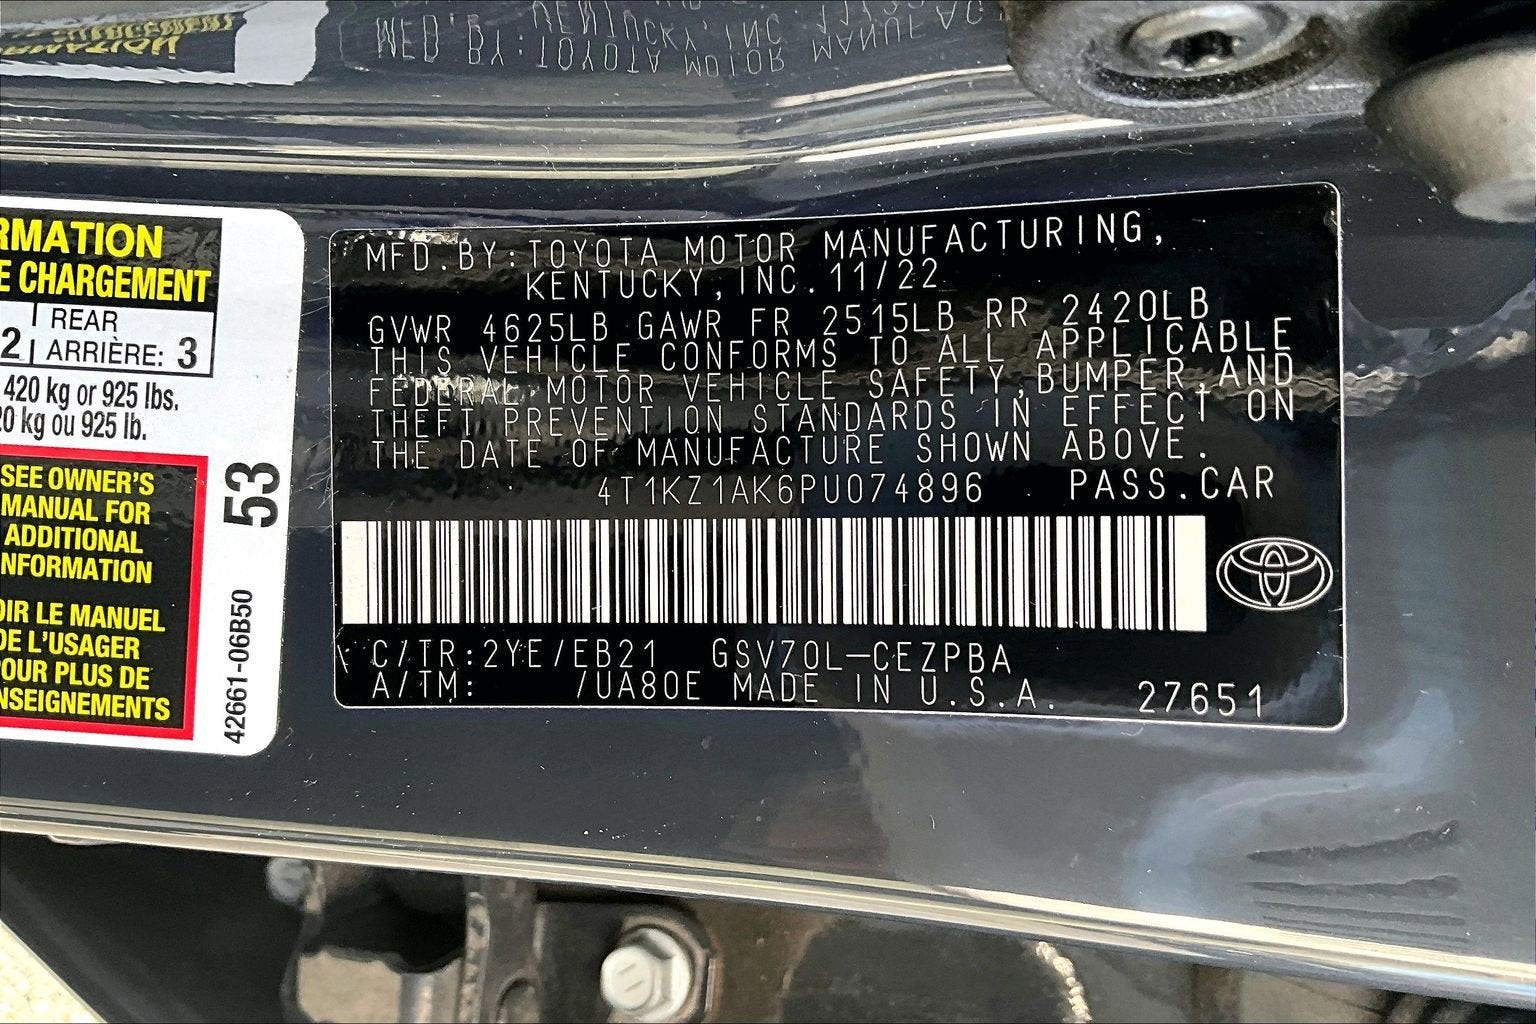 RMATION
E CHARGEMENT
REAR
2 ARRIÈRE: 3
420 kg or 925 lbs.
20 kg ou 925 lb.
SEE OWNER'S
MANUAL FOR
ADDITIONAL
NFORMATION
OIR LE MANUEL
DE L'USAGER
POUR PLUS DE
NSEIGNEMENTS
53
42661-06B50
MFD.BY:TOYOTA MOTOR MANUFACTURING,
KENTUCKY,INC.11/22
GVWR 4625LB GAWR FR 2515LB RR 2420LB
THIS VEHICLE CONFORMS TO ALL APPLICABLE
FEDERAL MOTOR VEHICLE SAFETY,BUMPER,AND
THEFT PREVENTION STANDARDS IN EFFECT ON
THE DATE OF MANUFACTURE SHOWN ABOVE.
4T1KZ1AK6PU074896 PASS.CAR
C/TR:2YE/EB21 GSV70L-CEZPBA
A/TM: /UA80E MADE IN U.S.A. 27651